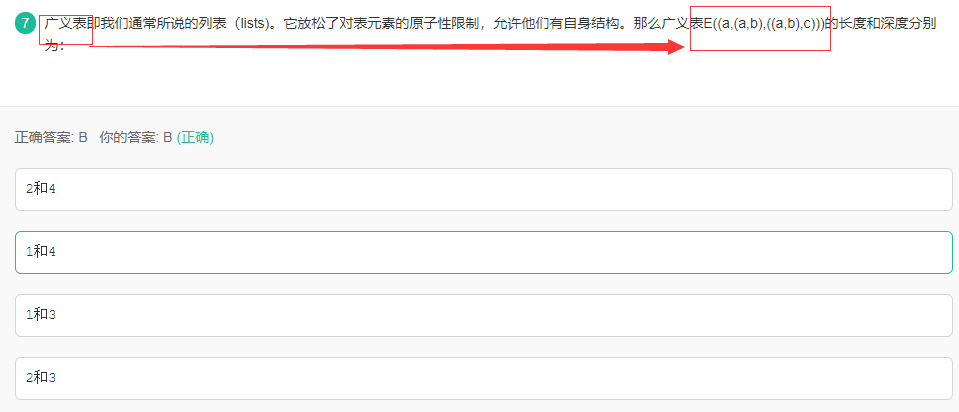 7 广义表即我们通常所说的列表（lists)。它放松了对表元素的原子性限制，允许他们有自身结构。那么广义表E((a,(a,b),((a,b),c)))的长度和深度分别
为：
正确答案: B 你的答案: B (正确)
2和4
1和4
1和3
2和3